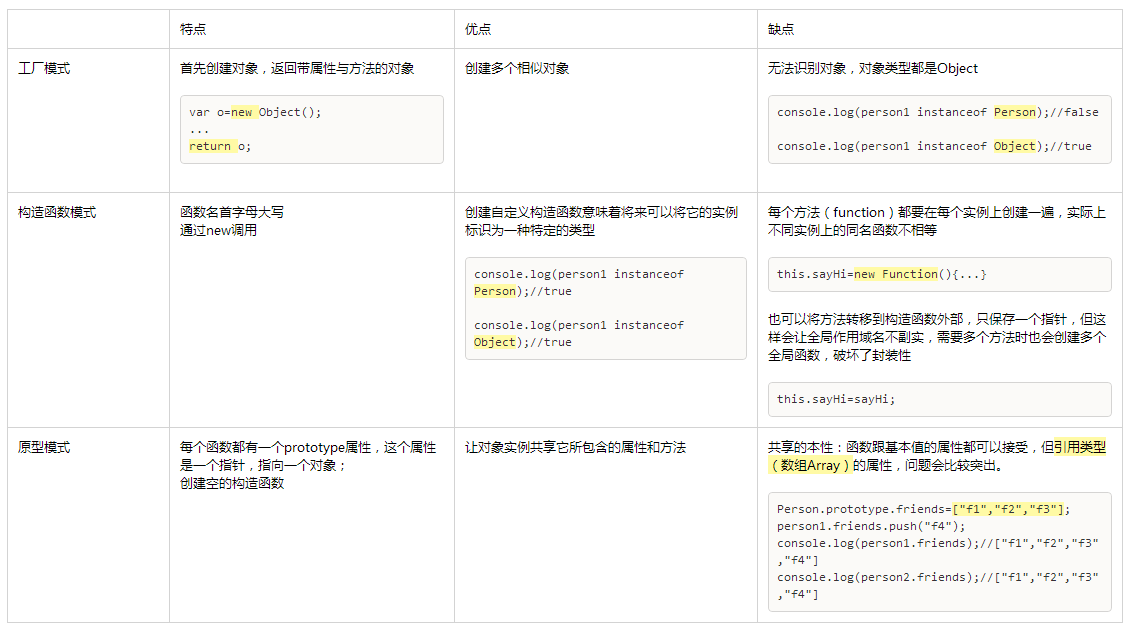 特点
优点
缺点
工厂模式
首先创建对象，返回带属性与方法的对象
var o=new Object();
...
return o;
创建多个相似对象
无法识别对象，对象类型都是Object
console.log(person1 instanceof Person);//false
console.log(person1 instanceof Object);//true
构造函数模式
函数名首字母大写
通过new调用
创建自定义构造函数意味着将来可以将它的实例
标识为一种特定的类型
console.log(person1 instanceof
Person);//true
console.log(person1 instanceof
Object);//true
每个方法（function）都要在每个实例上创建一遍，实际上
不同实例上的同名函数不相等
this.sayHi=new Function(){...}
也可以将方法转移到构造函数外部，只保存一个指针，但这
样会让全局作用域名不副实，需要多个方法时也会创建多个
全局函数，破坏了封装性
this.sayHi=sayHi;
原型模式
每个函数都有一个prototype属性，这个属性
是一个指针，指向一个对象；
创建空的构造函数
让对象实例共享它所包含的属性和方法
共享的本性：函数跟基本值的属性都可以接受，但引用类型
（数组Array）的属性，问题会比较突出。
Person.prototype.friends=["f1","f2","f3"];
person1.friends.push("f4");
console.log(person1.friends);//["f1","f2","f3"
,"f4"]
console.log(person2.friends);//["f1","f2","f3"
,"f4"]